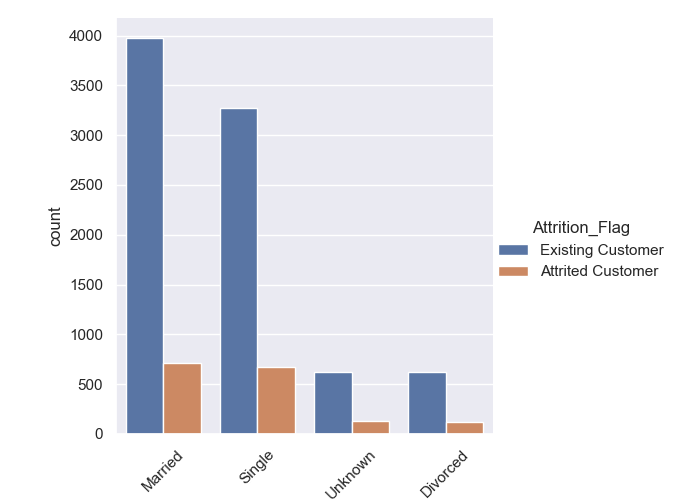 4000
3500
3000
2500
2000
1500
1000
500
0
count
Married
Single
Unknown
Divorced
Attrition_Flag
Existing Customer
Attrited Customer